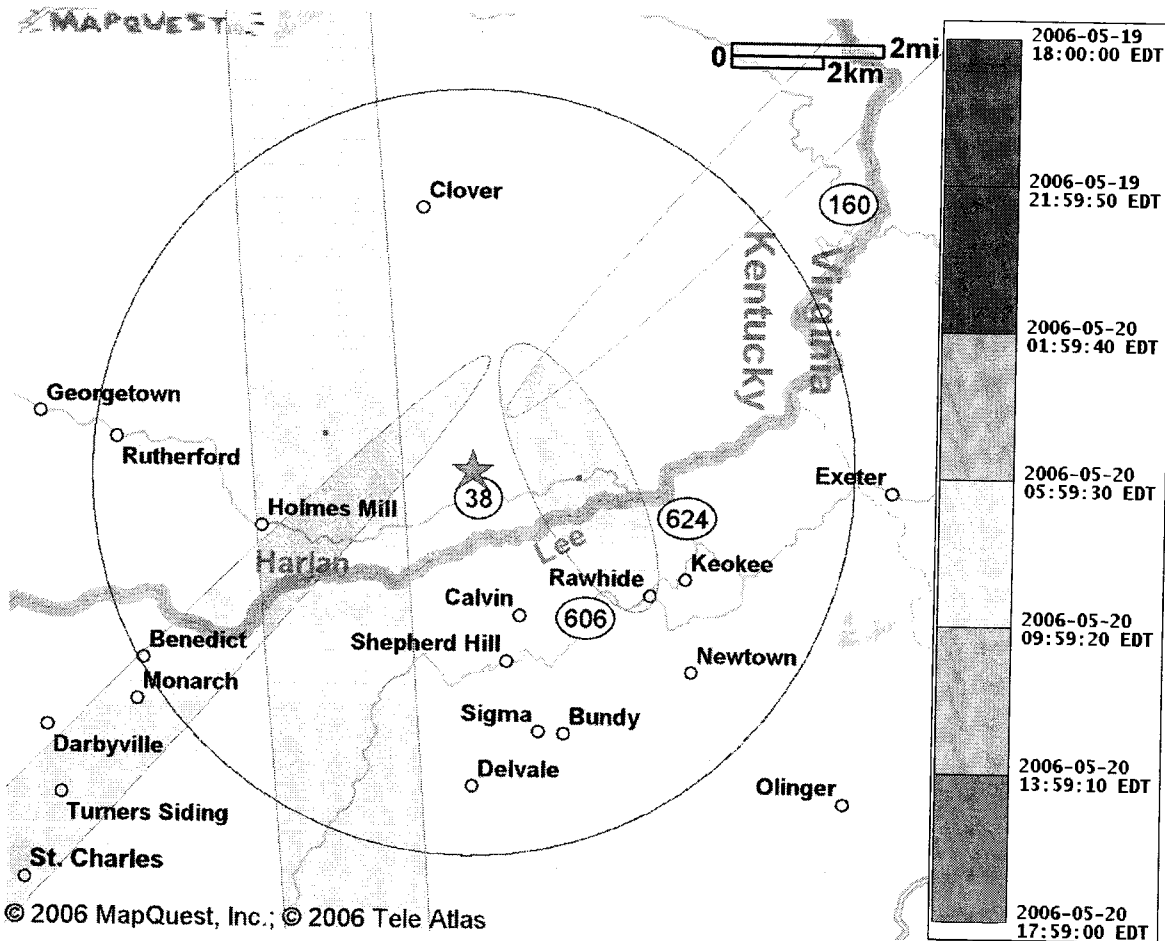 MAPQUEST
0
2mi
2km
Clover
160
Kentucky
Virginia
Georgetown
Rutherford
Holmes Mill
38
Exeter
624
Harlan
Lee
Rawhide
Keokee
Calvin
606
Benedict
Shepherd Hill
Newtown
Monarch
Sigma
Bundy
Darbyville
Delvale
Olinger
Turners Siding
St. Charles
© 2006 MapQuest, Inc.; © 2006 Tele Atlas
2006-05-19
18:00:00 EDT
2006-05-19
21:59:50 EDT
2006-05-20
01:59:40 EDT
2006-05-20
05:59:30 EDT
2006-05-20
09:59:20 EDT
2006-05-20
13:59:10 EDT
2006-05-20
17:59:00 EDT